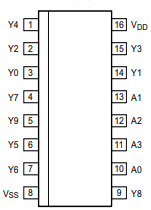 Y4 1 16 VDD
Y2 2 15 Y3
Y0 3 14 Y1
Y7 4 13 A1
Y9 5 12 A2
Y5 6 11 A3
Y6 7 10 A0
VSS 8 9 Y8